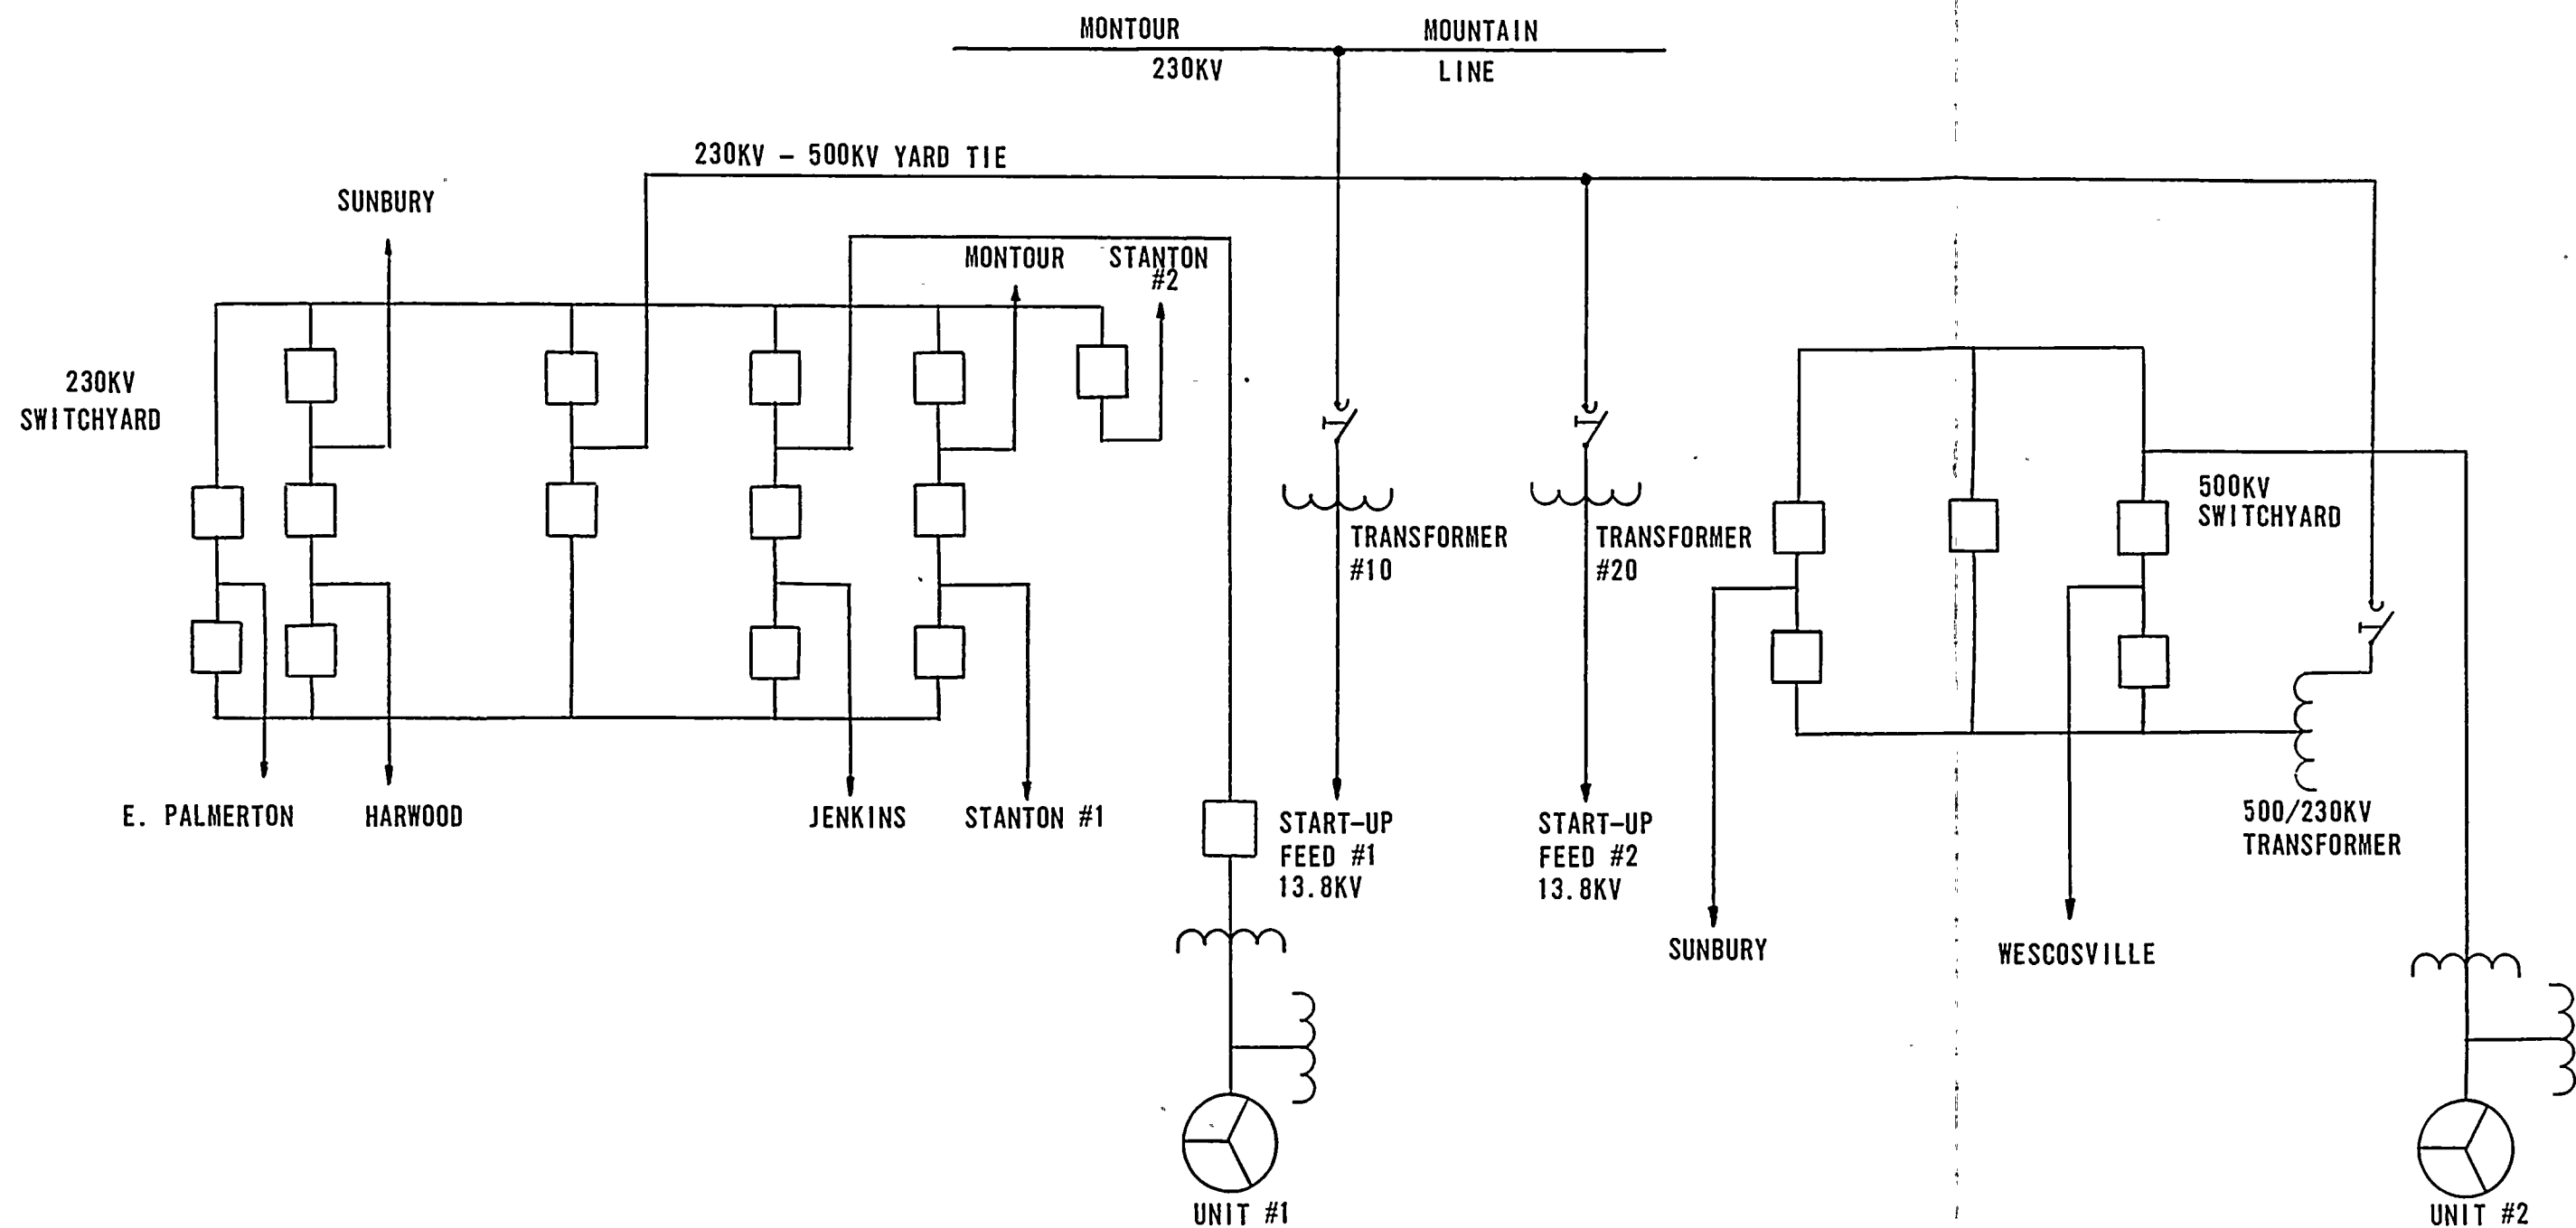 MONTOUR MOUNTAIN
230KV LINE
230KV – 500KV YARD TIE
SUNBURY
MONTOUR STANTON
#2
230KV
SWITCHYARD
500KV
SWITCHYARD
TRANSFORMER
#10
TRANSFORMER
#20
E. PALMERTON
HARWOOD
JENKINS
STANTON #1
START–UP
FEED #1
13.8KV
START–UP
FEED #2
13.8KV
500/230KV
TRANSFORMER
SUNBURY
WESCOSVILLE
UNIT #1
UNIT #2